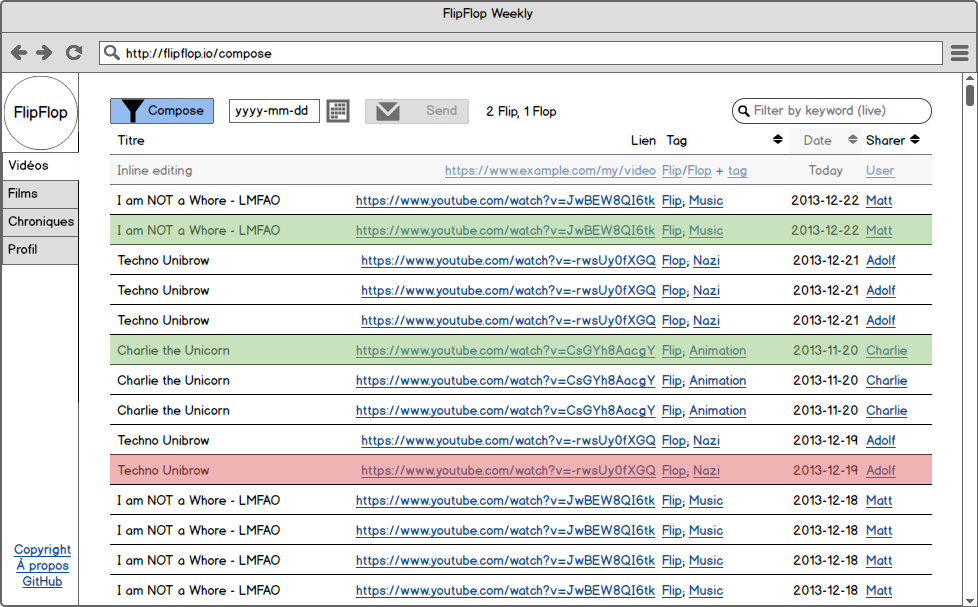 FlipFlop Weekly
http://flipflop.io/compose
FlipFlop
Vidéos
Films
Chroniques
Profil
Copyright
À propos
GitHub
Compose yyyy-mm-dd Send 2 Flip, 1 Flop Filter by keyword (live)
Titre Lien Tag Date Sharer
Inline editing https://www.example.com/my/video Flip/Flop + tag Today User
I am NOT a Whore - LMFAO https://www.youtube.com/watch?v=JwBEW8QI6tk Flip; Music 2013-12-22 Matt
I am NOT a Whore - LMFAO https://www.youtube.com/watch?v=JwBEW8QI6tk Flip; Music 2013-12-22 Matt
Techno Unibrow https://www.youtube.com/watch?v=-rwsUy0fXGQ Flop; Nazi 2013-12-21 Adolf
Techno Unibrow https://www.youtube.com/watch?v=-rwsUy0fXGQ Flop; Nazi 2013-12-21 Adolf
Techno Unibrow https://www.youtube.com/watch?v=-rwsUy0fXGQ Flop; Nazi 2013-12-21 Adolf
Charlie the Unicorn https://www.youtube.com/watch?v=CsGYh8AacgY Flip; Animation 2013-11-20 Charlie
Charlie the Unicorn https://www.youtube.com/watch?v=CsGYh8AacgY Flip; Animation 2013-11-20 Charlie
Charlie the Unicorn https://www.youtube.com/watch?v=CsGYh8AacgY Flip; Animation 2013-11-20 Charlie
Techno Unibrow https://www.youtube.com/watch?v=-rwsUy0fXGQ Flop; Nazi 2013-12-19 Adolf
Techno Unibrow https://www.youtube.com/watch?v=-rwsUy0fXGQ Flop; Nazi 2013-12-19 Adolf
I am NOT a Whore - LMFAO https://www.youtube.com/watch?v=JwBEW8QI6tk Flip; Music 2013-12-18 Matt
I am NOT a Whore - LMFAO https://www.youtube.com/watch?v=JwBEW8QI6tk Flip; Music 2013-12-18 Matt
I am NOT a Whore - LMFAO https://www.youtube.com/watch?v=JwBEW8QI6tk Flip; Music 2013-12-18 Matt
I am NOT a Whore - LMFAO https://www.youtube.com/watch?v=JwBEW8QI6tk Flip; Music 2013-12-18 Matt